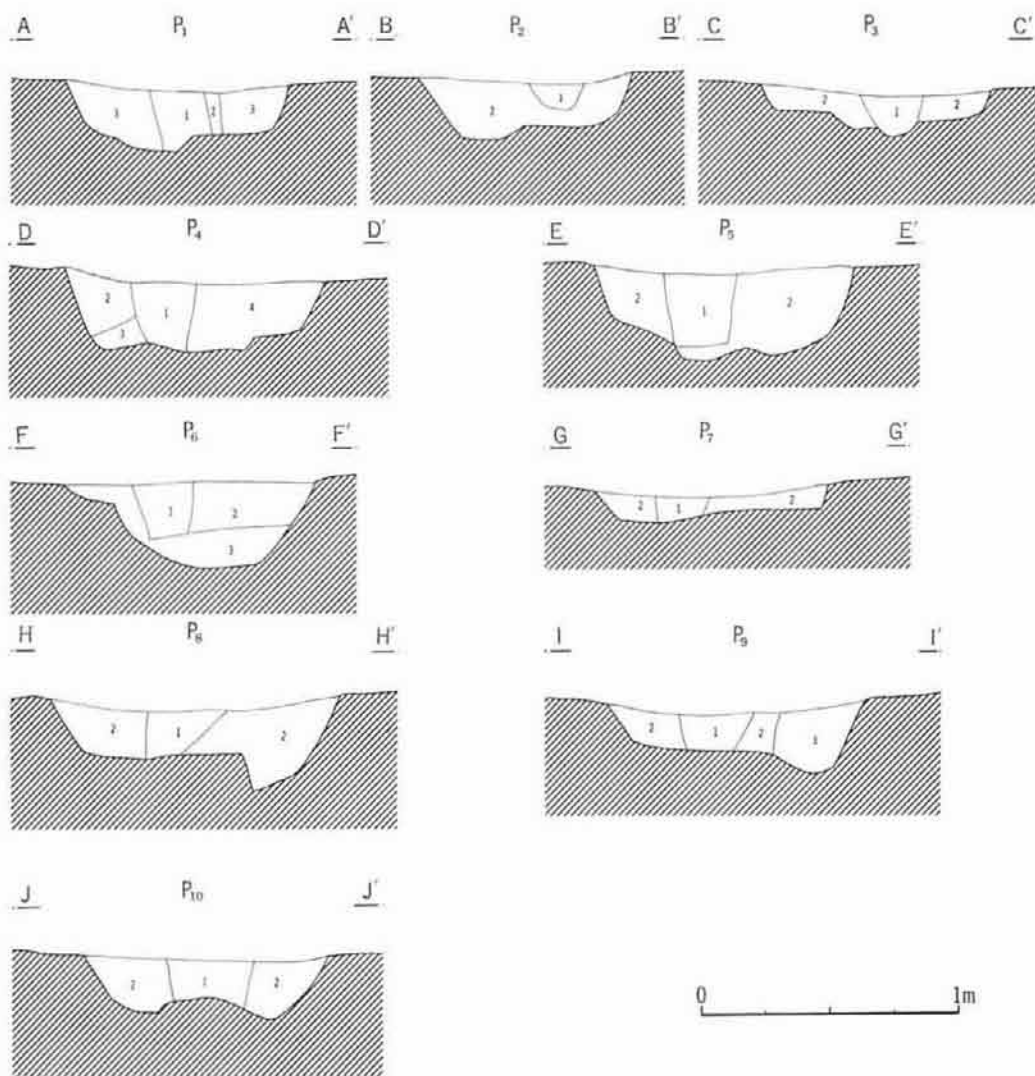 A P₁ A′ B P₂ B′ C P₃ C′
3 1 2 3 2 1 2 1 2
D P₄ D′ E P₅ E′
2 1 4 3 2 1 2
F P₆ F′ G P₇ G′
1 2 3 2 1 2
H P₈ H′ I P₉ I′
2 1 2 2 1 2 3
J P₁₀ J′
2 1 2
0 1m